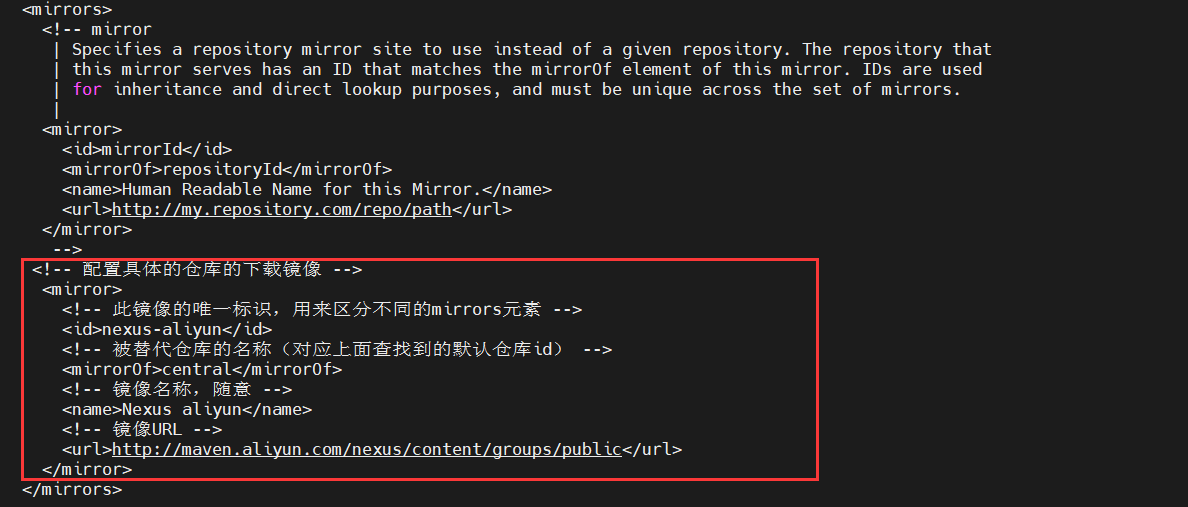 <mirrors>
<!-- mirror
| Specifies a repository mirror site to use instead of a given repository. The repository that
| this mirror serves has an ID that matches the mirrorOf element of this mirror. IDs are used
| for inheritance and direct lookup purposes, and must be unique across the set of mirrors.
|
<mirror>
<id>mirrorId</id>
<mirrorOf>repositoryId</mirrorOf>
<name>Human Readable Name for this Mirror.</name>
<url>http://my.repository.com/repo/path</url>
</mirror>
-->
<!-- 配置具体的仓库的下载镜像 -->
<mirror>
<!-- 此镜像的唯一标识，用来区分不同的mirrors元素 -->
<id>nexus-aliyun</id>
<!-- 被替代仓库的名称（对应上面查找到的默认仓库id） -->
<mirrorOf>central</mirrorOf>
<!-- 镜像名称，随意 -->
<name>Nexus aliyun</name>
<!-- 镜像URL -->
<url>http://maven.aliyun.com/nexus/content/groups/public</url>
</mirror>
</mirrors>